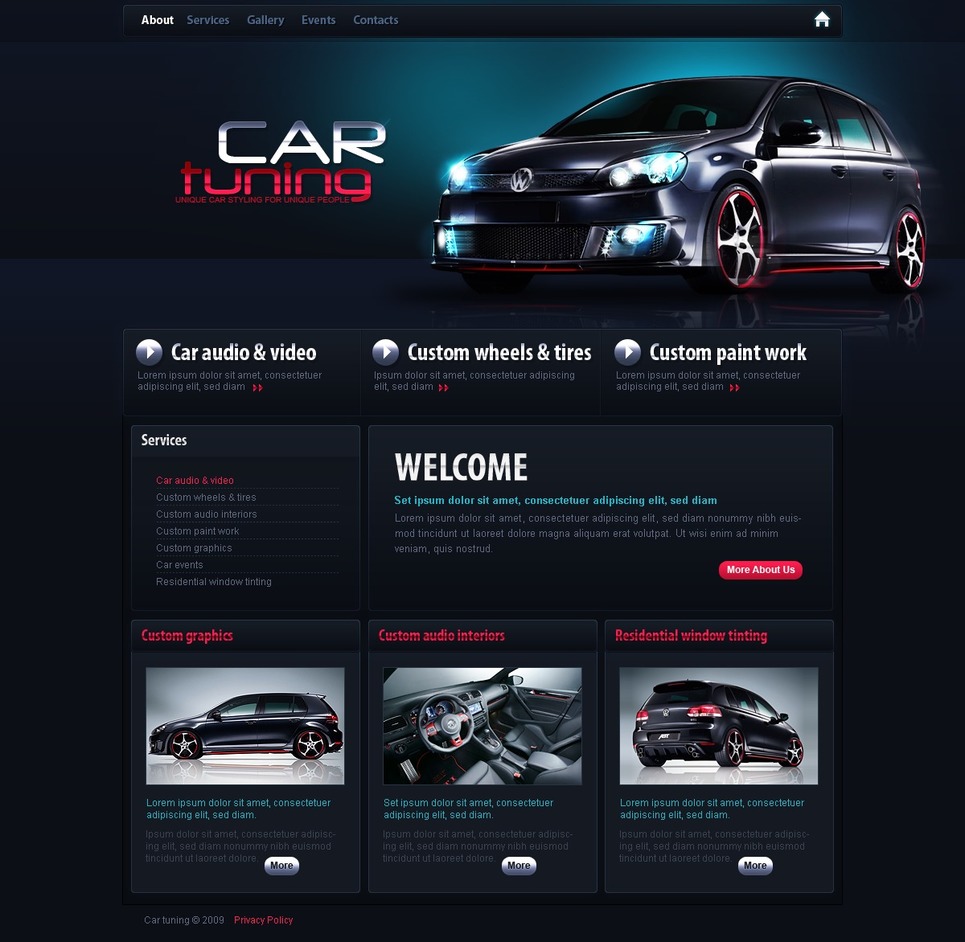 About Services Gallery Events Contacts
CAR
tuning
UNIQUE CAR STYLING FOR UNIQUE PEOPLE
Car audio & video
Lorem ipsum dolor sit amet, consectetuer
adipiscing elit, sed diam
Custom wheels & tires
Ipsum dolor sit amet, consectetuer adipiscing
elit, sed diam
Custom paint work
Lorem ipsum dolor sit amet, consectetuer
adipiscing elit, sed diam
Services
Car audio & video
Custom wheels & tires
Custom audio interiors
Custom paint work
Custom graphics
Car events
Residential window tinting
WELCOME
Set ipsum dolor sit amet, consectetuer adipiscing elit, sed diam
Lorem ipsum dolor sit amet, consectetuer adipiscing elit, sed diam nonummy nibh euis-
mod tincidunt ut laoreet dolore magna aliquam erat volutpat. Ut wisi enim ad minim
veniam, quis nostrud.
More About Us
Custom graphics
Lorem ipsum dolor sit amet, consectetuer
adipiscing elit, sed diam.
Ipsum dolor sit amet, consectetuer adipisc-
ing elit, sed diam nonummy nibh euismod
tincidunt ut laoreet dolore.
More
Custom audio interiors
Set ipsum dolor sit amet, consectetuer
adipiscing elit, sed diam.
Ipsum dolor sit amet, consectetuer adipisc-
ing elit, sed diam nonummy nibh euismod
tincidunt ut laoreet dolore.
More
Residential window tinting
ABT
Lorem ipsum dolor sit amet, consectetuer
adipiscing elit, sed diam.
Ipsum dolor sit amet, consectetuer adipisc-
ing elit, sed diam nonummy nibh euismod
tincidunt ut laoreet dolore.
More
Car tuning © 2009 Privacy Policy